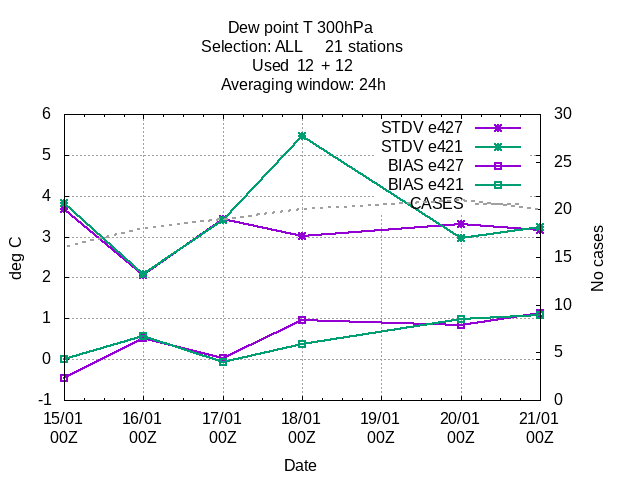 Dew point T 300hPa
Selection: ALL 21 stations
Used 12 + 12
Averaging window: 24h
STDV e427
STDV e421
BIAS e427
BIAS e421
CASES
deg C
6
5
4
3
2
1
0
-1
No cases
30
25
20
15
10
5
0
15/01 16/01 17/01 18/01 19/01 20/01 21/01
00Z 00Z 00Z 00Z 00Z 00Z 00Z
Date